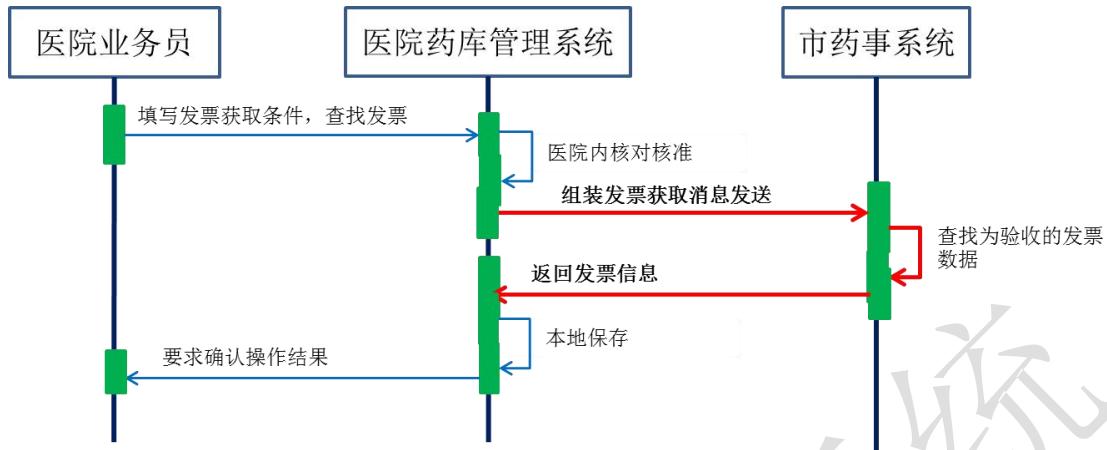 医院业务员
医院药库管理系统
市药事系统
填写发票获取条件，查找发票
医院内核对核准
组装发票获取消息发送
查找为验收的发票
数据
返回发票信息
本地保存
要求确认操作结果
统